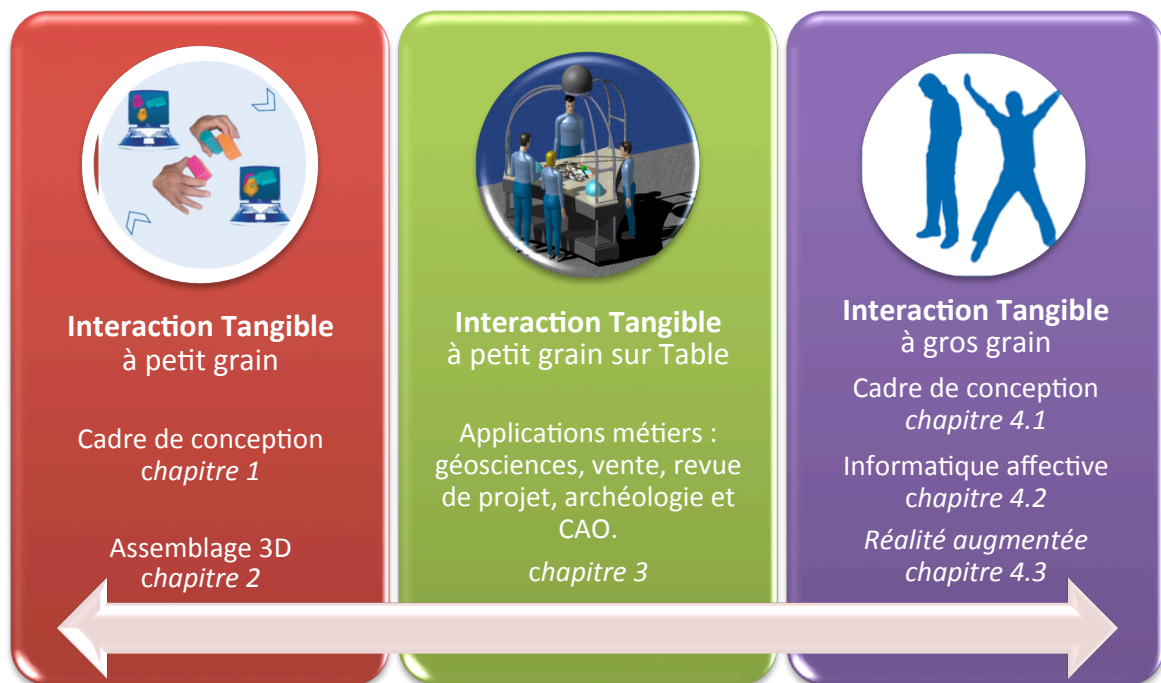 Interaction Tangible
à petit grain
Cadre de conception
chapitre 1
Assemblage 3D
chapitre 2
Interaction Tangible
à petit grain sur Table
Applications métiers :
géosciences, vente, revue
de projet, archéologie et
CAO.
chapitre 3
Interaction Tangible
à gros grain
Cadre de conception
chapitre 4.1
Informatique affective
chapitre 4.2
Réalité augmentée
chapitre 4.3